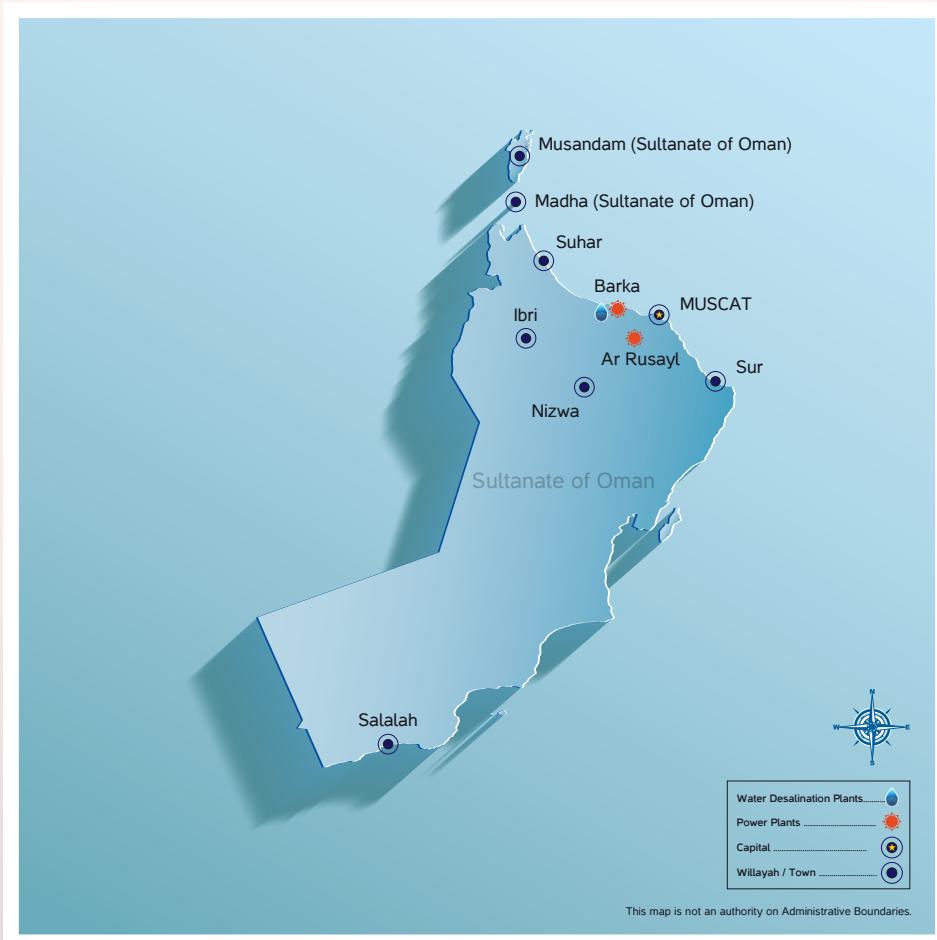 Musandam (Sultanate of Oman)
Madha (Sultanate of Oman)
Suhar
Barka
MUSCAT
Ibri
Ar Rusayl
Sur
Nizwa
Sultanate of Oman
Salalah
N
W E
S
Water Desalination Plants........
Power Plants ..........................
Capital ..................................
Willayah / Town .....................
This map is not an authority on Administrative Boundaries.